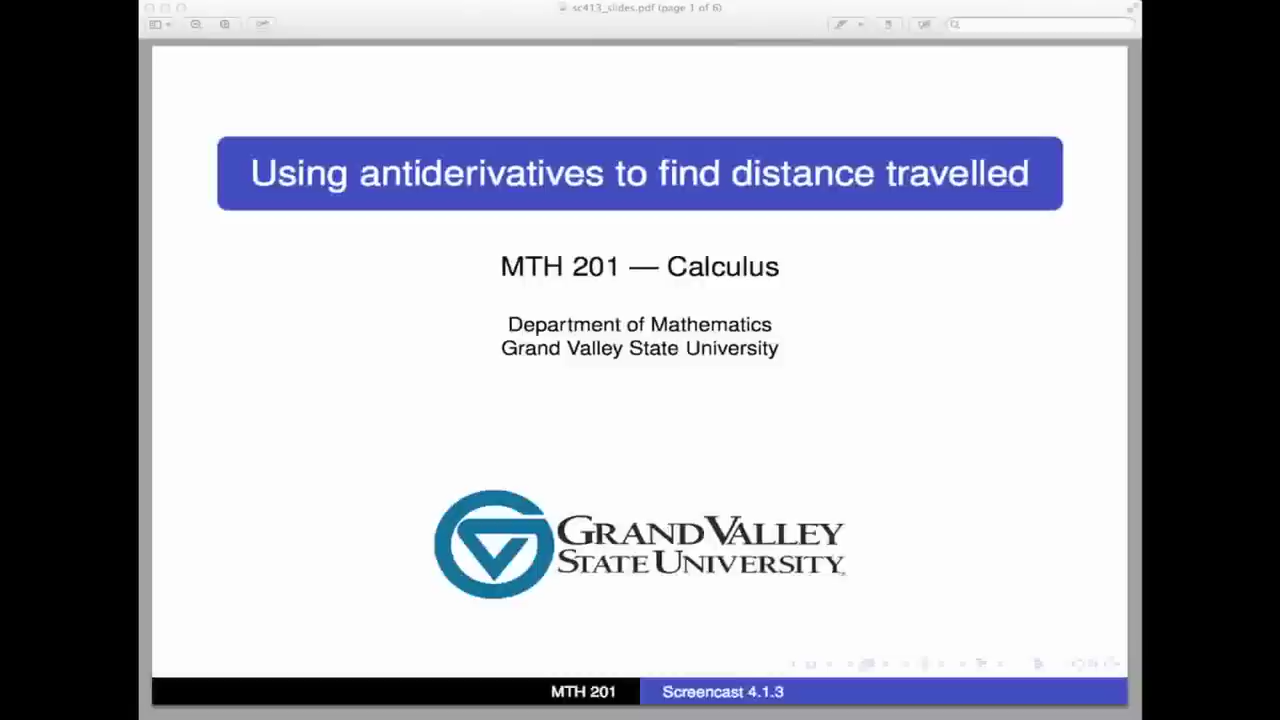 sc413_slides.pdf (page 1 of 6)
Using antiderivatives to find distance travelled
MTH 201 — Calculus
Department of Mathematics
Grand Valley State University
GRAND VALLEY
STATE UNIVERSITY
MTH 201
Screencast 4.1.3